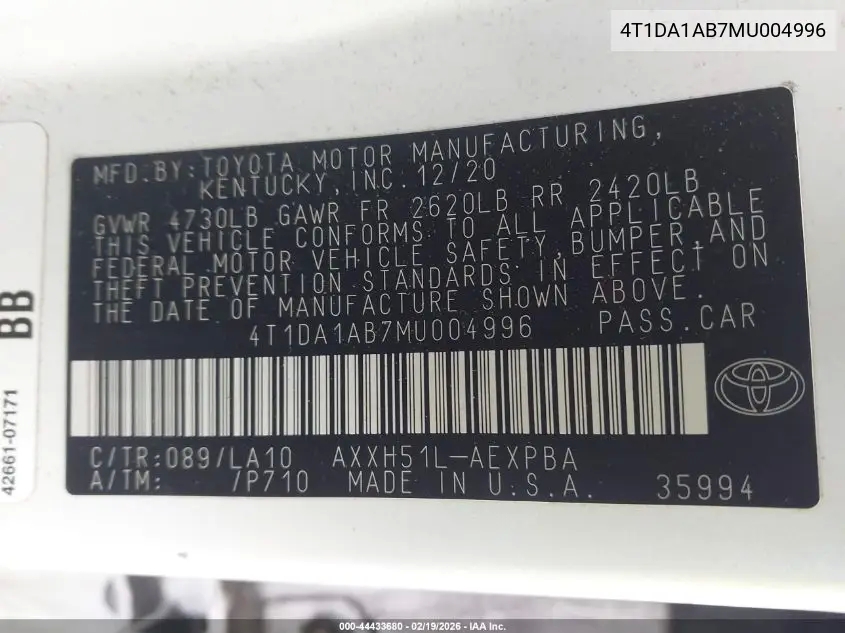 4T1DA1AB7MU004996
MFD.BY:TOYOTA MOTOR MANUFACTURING,
KENTUCKY,INC.12/20
GVWR 4730LB GAWR FR 2620LB RR 2420LB
THIS VEHICLE CONFORMS TO ALL APPLICABLE
FEDERAL MOTOR VEHICLE SAFETY,BUMPER,AND
THEFT PREVENTION STANDARDS IN EFFECT ON
THE DATE OF MANUFACTURE SHOWN ABOVE.
4T1DA1AB7MU004996 PASS.CAR
C/TR:089/LA10 AXXH51L-AEXPBA
A/TM: /P710 MADE IN U.S.A. 35994
BB
42661-07171
000-44433680 - 02/19/2026 - IAA Inc.